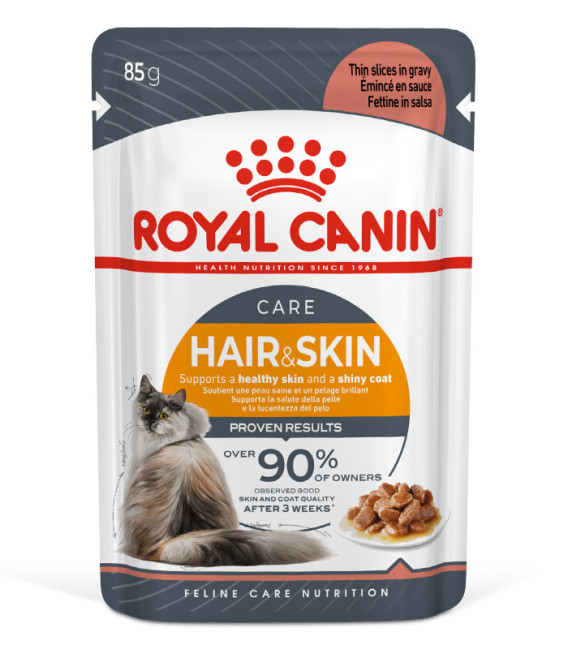 85g
Thin slices in gravy
Émincé en sauce
Fettine in salsa
ROYAL CANIN®
HEALTH NUTRITION SINCE 1968
CARE
HAIR&SKIN
Supports a healthy skin and a shiny coat
Soutient une peau saine et un pelage brillant
Supporta la salute della pelle
e la lucentezza del pelo
PROVEN RESULTS
OVER 90% OF OWNERS
OBSERVED GOOD
SKIN AND COAT QUALITY
AFTER 3 WEEKS*
FELINE CARE NUTRITION